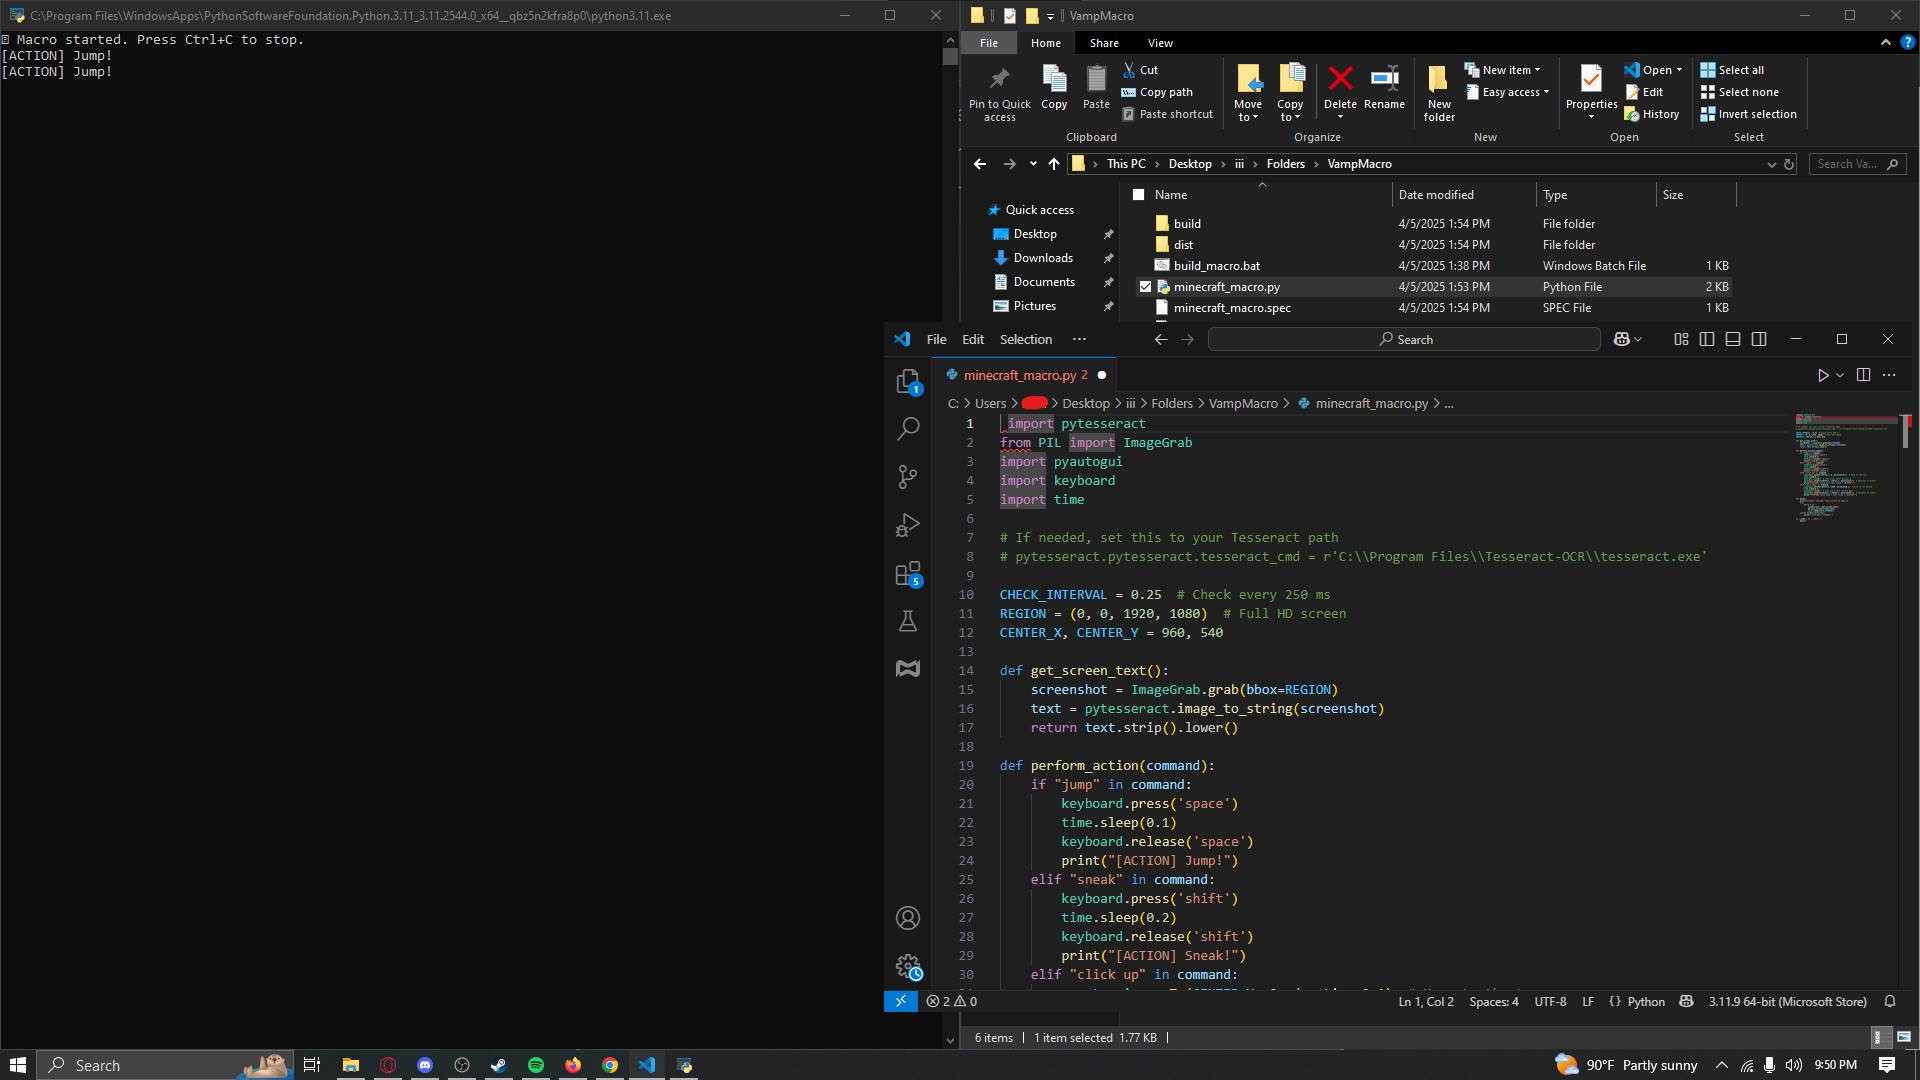 C:\Program Files\WindowsApps\PythonSoftwareFoundation.Python.3.11_3.11.2544.0_x64__qbz5n2kfra8p0\python3.11.exe
Macro started. Press Ctrl+C to stop.
[ACTION] Jump!
[ACTION] Jump!
VampMacro
File Home Share View
Pin to Quick access
Copy
Paste
Cut
Copy path
Paste shortcut
Clipboard
Move to
Copy to
Delete
Rename
Organize
New folder
New item
Easy access
New
Properties
Open
Edit
History
Open
Select all
Select none
Invert selection
Select
This PC > Desktop > iii > Folders > VampMacro
Search Va...
Name Date modified Type Size
Quick access
Desktop
Downloads
Documents
Pictures
build 4/5/2025 1:54 PM File folder
dist 4/5/2025 1:54 PM File folder
build_macro.bat 4/5/2025 1:38 PM Windows Batch File 1 KB
minecraft_macro.py 4/5/2025 1:53 PM Python File 2 KB
minecraft_macro.spec 4/5/2025 1:54 PM SPEC File 1 KB
File Edit Selection ···
Search
minecraft_macro.py 2
C: > Users > > Desktop > iii > Folders > VampMacro > minecraft_macro.py > ...
1 import pytesseract
2 from PIL import ImageGrab
3 import pyautogui
4 import keyboard
5 import time
6
7 # If needed, set this to your Tesseract path
8 # pytesseract.pytesseract.tesseract_cmd = r'C:\\Program Files\\Tesseract-OCR\\tesseract.exe'
9
10 CHECK_INTERVAL = 0.25 # Check every 250 ms
11 REGION = (0, 0, 1920, 1080) # Full HD screen
12 CENTER_X, CENTER_Y = 960, 540
13
14 def get_screen_text():
15 screenshot = ImageGrab.grab(bbox=REGION)
16 text = pytesseract.image_to_string(screenshot)
17 return text.strip().lower()
18
19 def perform_action(command):
20 if "jump" in command:
21 keyboard.press('space')
22 time.sleep(0.1)
23 keyboard.release('space')
24 print("[ACTION] Jump!")
25 elif "sneak" in command:
26 keyboard.press('shift')
27 time.sleep(0.2)
28 keyboard.release('shift')
29 print("[ACTION] Sneak!")
30 elif "click up" in command:
1
5
2 0
Ln 1, Col 2 Spaces: 4 UTF-8 LF {} Python 3.11.9 64-bit (Microsoft Store)
6 items 1 item selected 1.77 KB
Search
90°F Partly sunny
9:50 PM